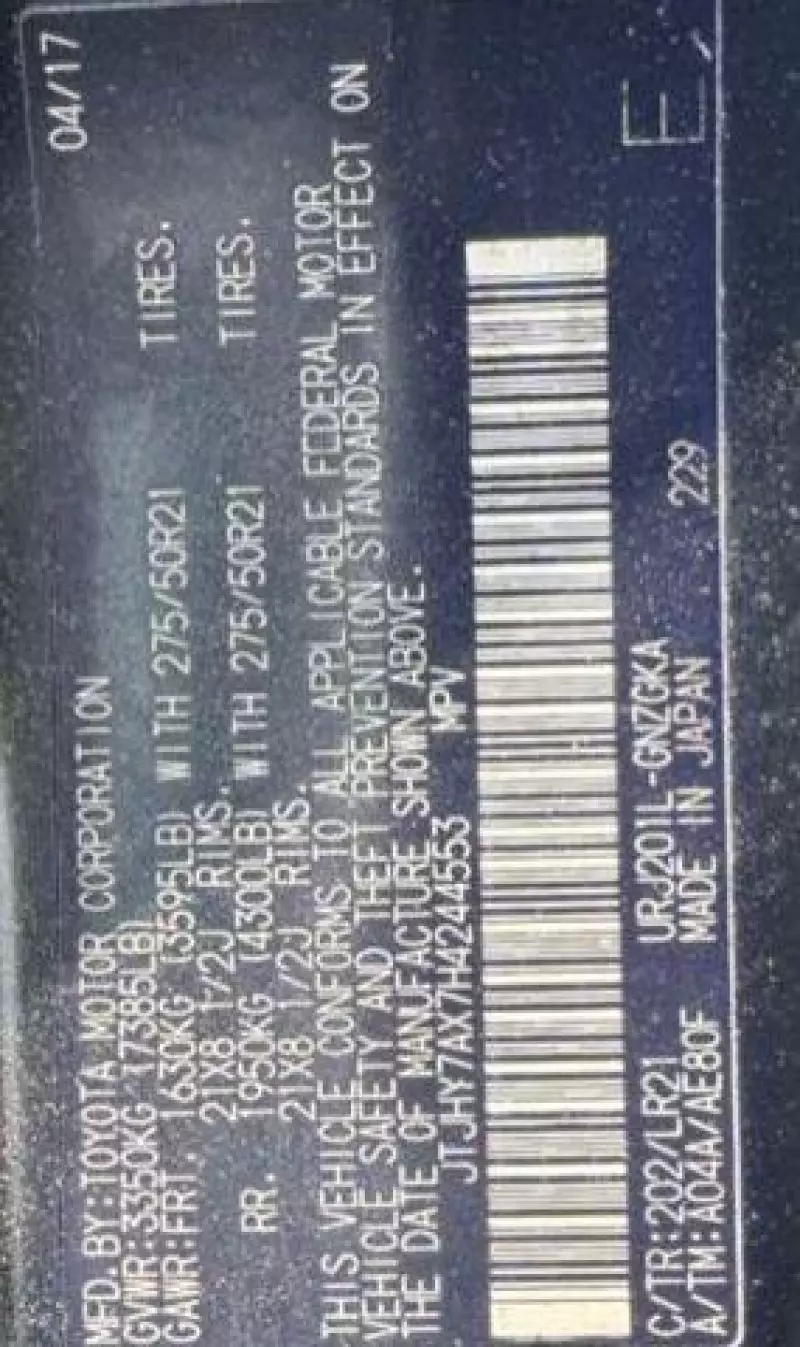 MFD.BY:TOYOTA MOTOR CORPORATION 04/17
GVWR:3350KG (7385LB)
GAWR:FRT. 1630KG (3595LB) WITH 275/50R21 TIRES.
21X8 1/2J RIMS.
RR. 1950KG (4300LB) WITH 275/50R21 TIRES.
21X8 1/2J RIMS.
THIS VEHICLE CONFORMS TO ALL APPLICABLE FEDERAL MOTOR
VEHICLE SAFETY AND THEFT PREVENTION STANDARDS IN EFFECT ON
THE DATE OF MANUFACTURE SHOWN ABOVE.
JTJHY7AX7H4244553 MPV
C/TR:202/LR21 URJ201L-GNZGKA E
A/TM:A04A/AE80F MADE IN JAPAN 229